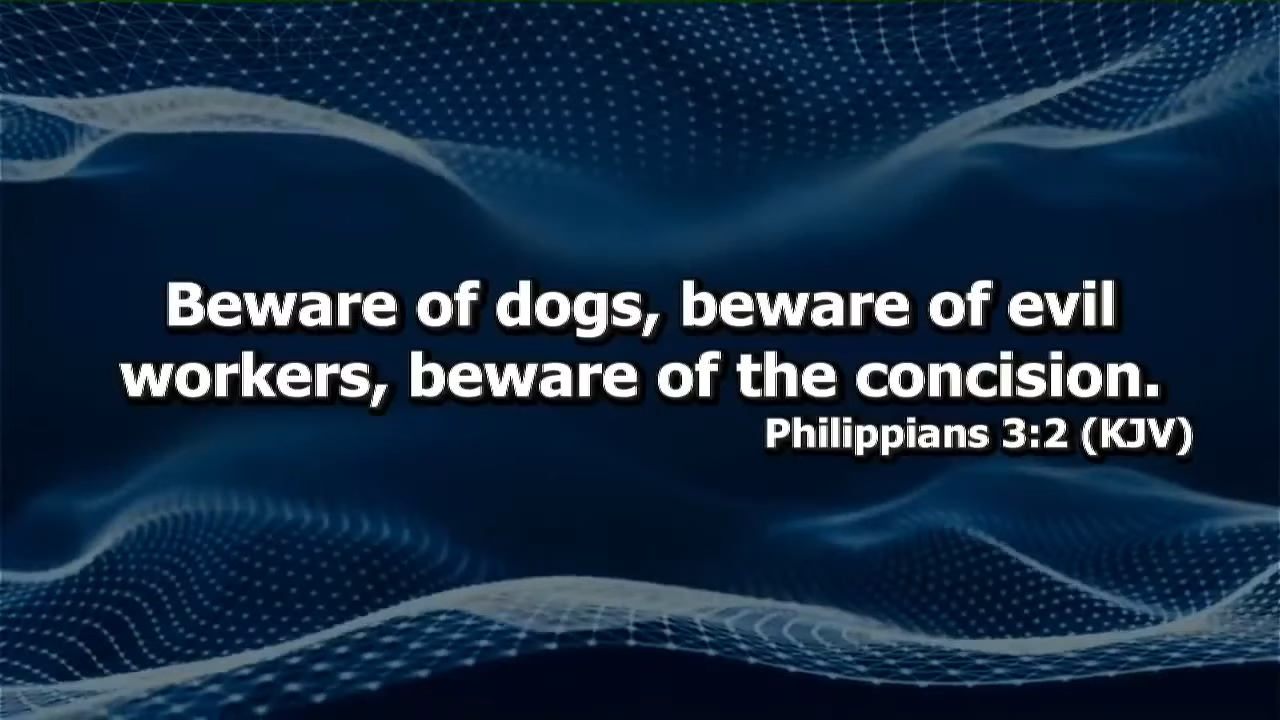 Beware of dogs, beware of evil
workers, beware of the concision.
Philippians 3:2 (KJV)